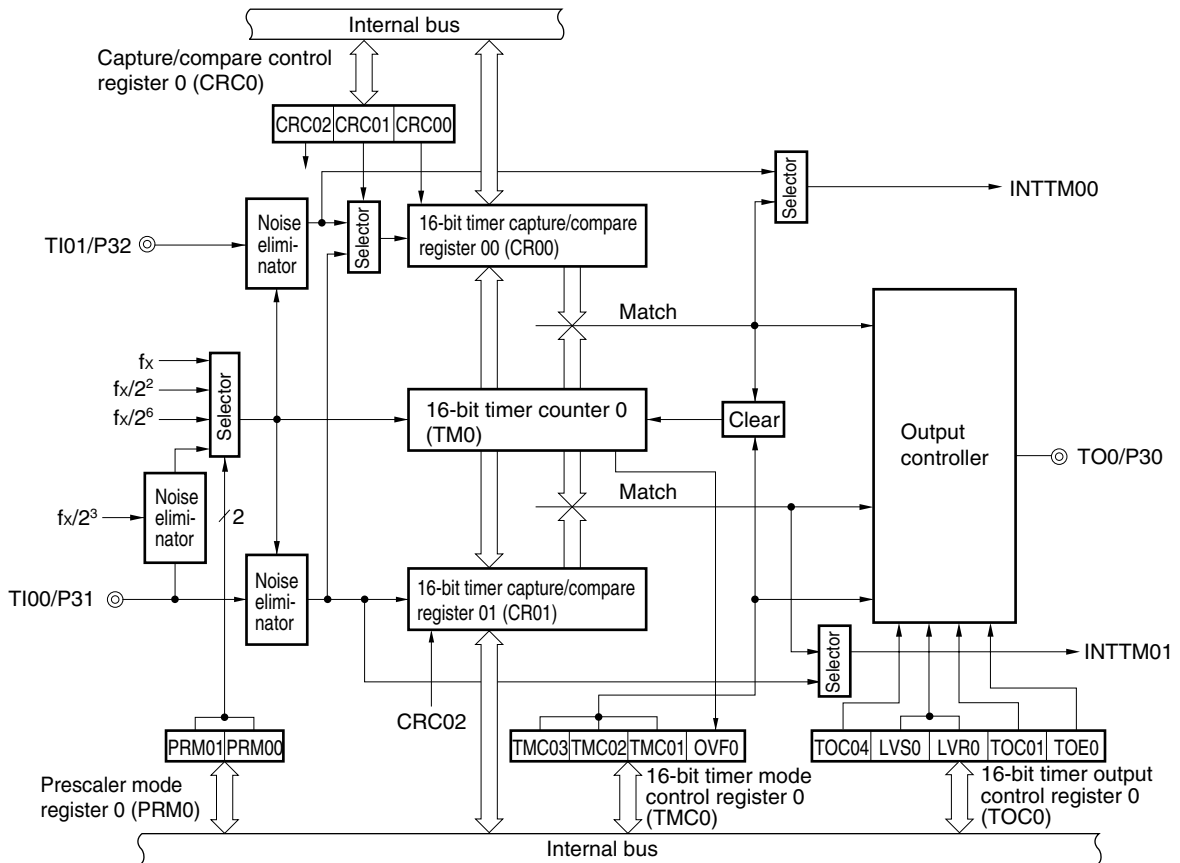 Internal bus
Capture/compare control
register 0 (CRC0)
CRC02 CRC01 CRC00
Selector
INTTM00
TI01/P32
Noise
elimi-
nator
Selector
16-bit timer capture/compare
register 00 (CR00)
Match
fx
fx/2²
fx/2⁶
Selector
16-bit timer counter 0
(TM0)
Clear
Output
controller
TO0/P30
fx/2³
Noise
elimi-
nator
2
Match
TI00/P31
Noise
elimi-
nator
16-bit timer capture/compare
register 01 (CR01)
Selector
INTTM01
CRC02
PRM01 PRM00
TMC03 TMC02 TMC01 OVF0
TOC04 LVS0 LVR0 TOC01 TOE0
Prescaler mode
register 0 (PRM0)
16-bit timer mode
control register 0
(TMC0)
16-bit timer output
control register 0
(TOC0)
Internal bus